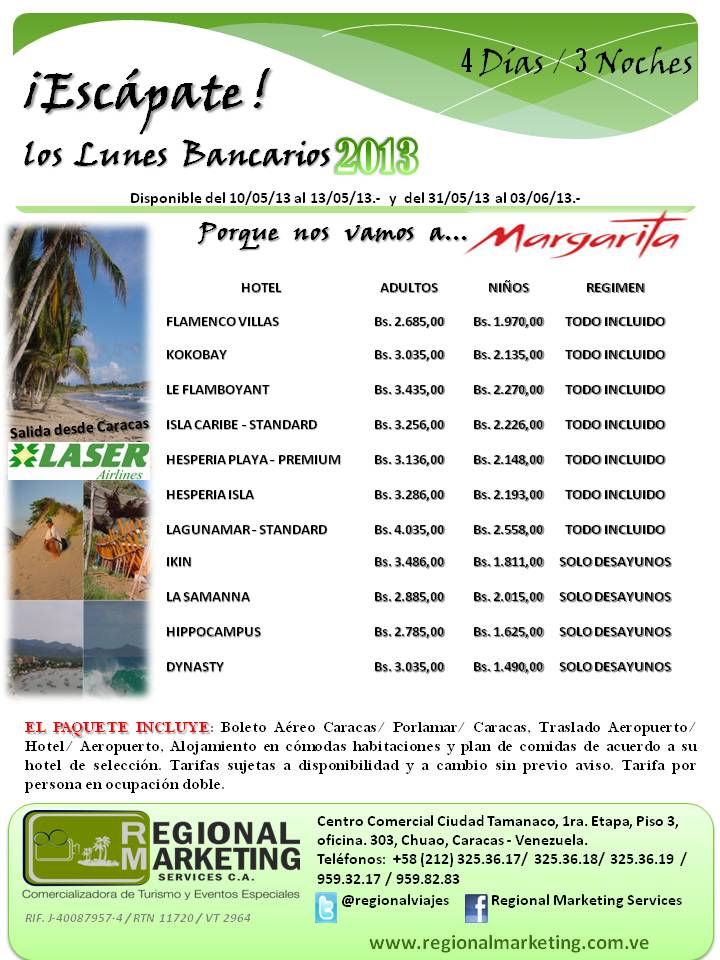 4 Días / 3 Noches
¡Escápate !
los Lunes Bancarios 2013
Disponible del 10/05/13 al 13/05/13.- y del 31/05/13 al 03/06/13.-
Porque nos vamos a... Margarita
HOTEL ADULTOS NIÑOS REGIMEN
FLAMENCO VILLAS Bs. 2.685,00 Bs. 1.970,00 TODO INCLUIDO
KOKOBAY Bs. 3.035,00 Bs. 2.135,00 TODO INCLUIDO
LE FLAMBOYANT Bs. 3.435,00 Bs. 2.270,00 TODO INCLUIDO
ISLA CARIBE - STANDARD Bs. 3.256,00 Bs. 2.226,00 TODO INCLUIDO
HESPERIA PLAYA - PREMIUM Bs. 3.136,00 Bs. 2.148,00 TODO INCLUIDO
HESPERIA ISLA Bs. 3.286,00 Bs. 2.193,00 TODO INCLUIDO
LAGUNAMAR - STANDARD Bs. 4.035,00 Bs. 2.558,00 TODO INCLUIDO
IKIN Bs. 3.486,00 Bs. 1.811,00 SOLO DESAYUNOS
LA SAMANNA Bs. 2.885,00 Bs. 2.015,00 SOLO DESAYUNOS
HIPPOCAMPUS Bs. 2.785,00 Bs. 1.625,00 SOLO DESAYUNOS
DYNASTY Bs. 3.035,00 Bs. 1.490,00 SOLO DESAYUNOS
Salida desde Caracas
LASER
Airlines
EL PAQUETE INCLUYE: Boleto Aéreo Caracas/ Porlamar/ Caracas, Traslado Aeropuerto/
Hotel/ Aeropuerto, Alojamiento en cómodas habitaciones y plan de comidas de acuerdo a su
hotel de selección. Tarifas sujetas a disponibilidad y a cambio sin previo aviso. Tarifa por
persona en ocupación doble.
REGIONAL
MARKETING
SERVICES C.A.
Comercializadora de Turismo y Eventos Especiales
RIF. J-40087957-4 / RTN 11720 / VT 2964
Centro Comercial Ciudad Tamanaco, 1ra. Etapa, Piso 3,
oficina. 303, Chuao, Caracas - Venezuela.
Teléfonos: +58 (212) 325.36.17/ 325.36.18/ 325.36.19 /
959.32.17 / 959.82.83
@regionalviajes Regional Marketing Services
www.regionalmarketing.com.ve